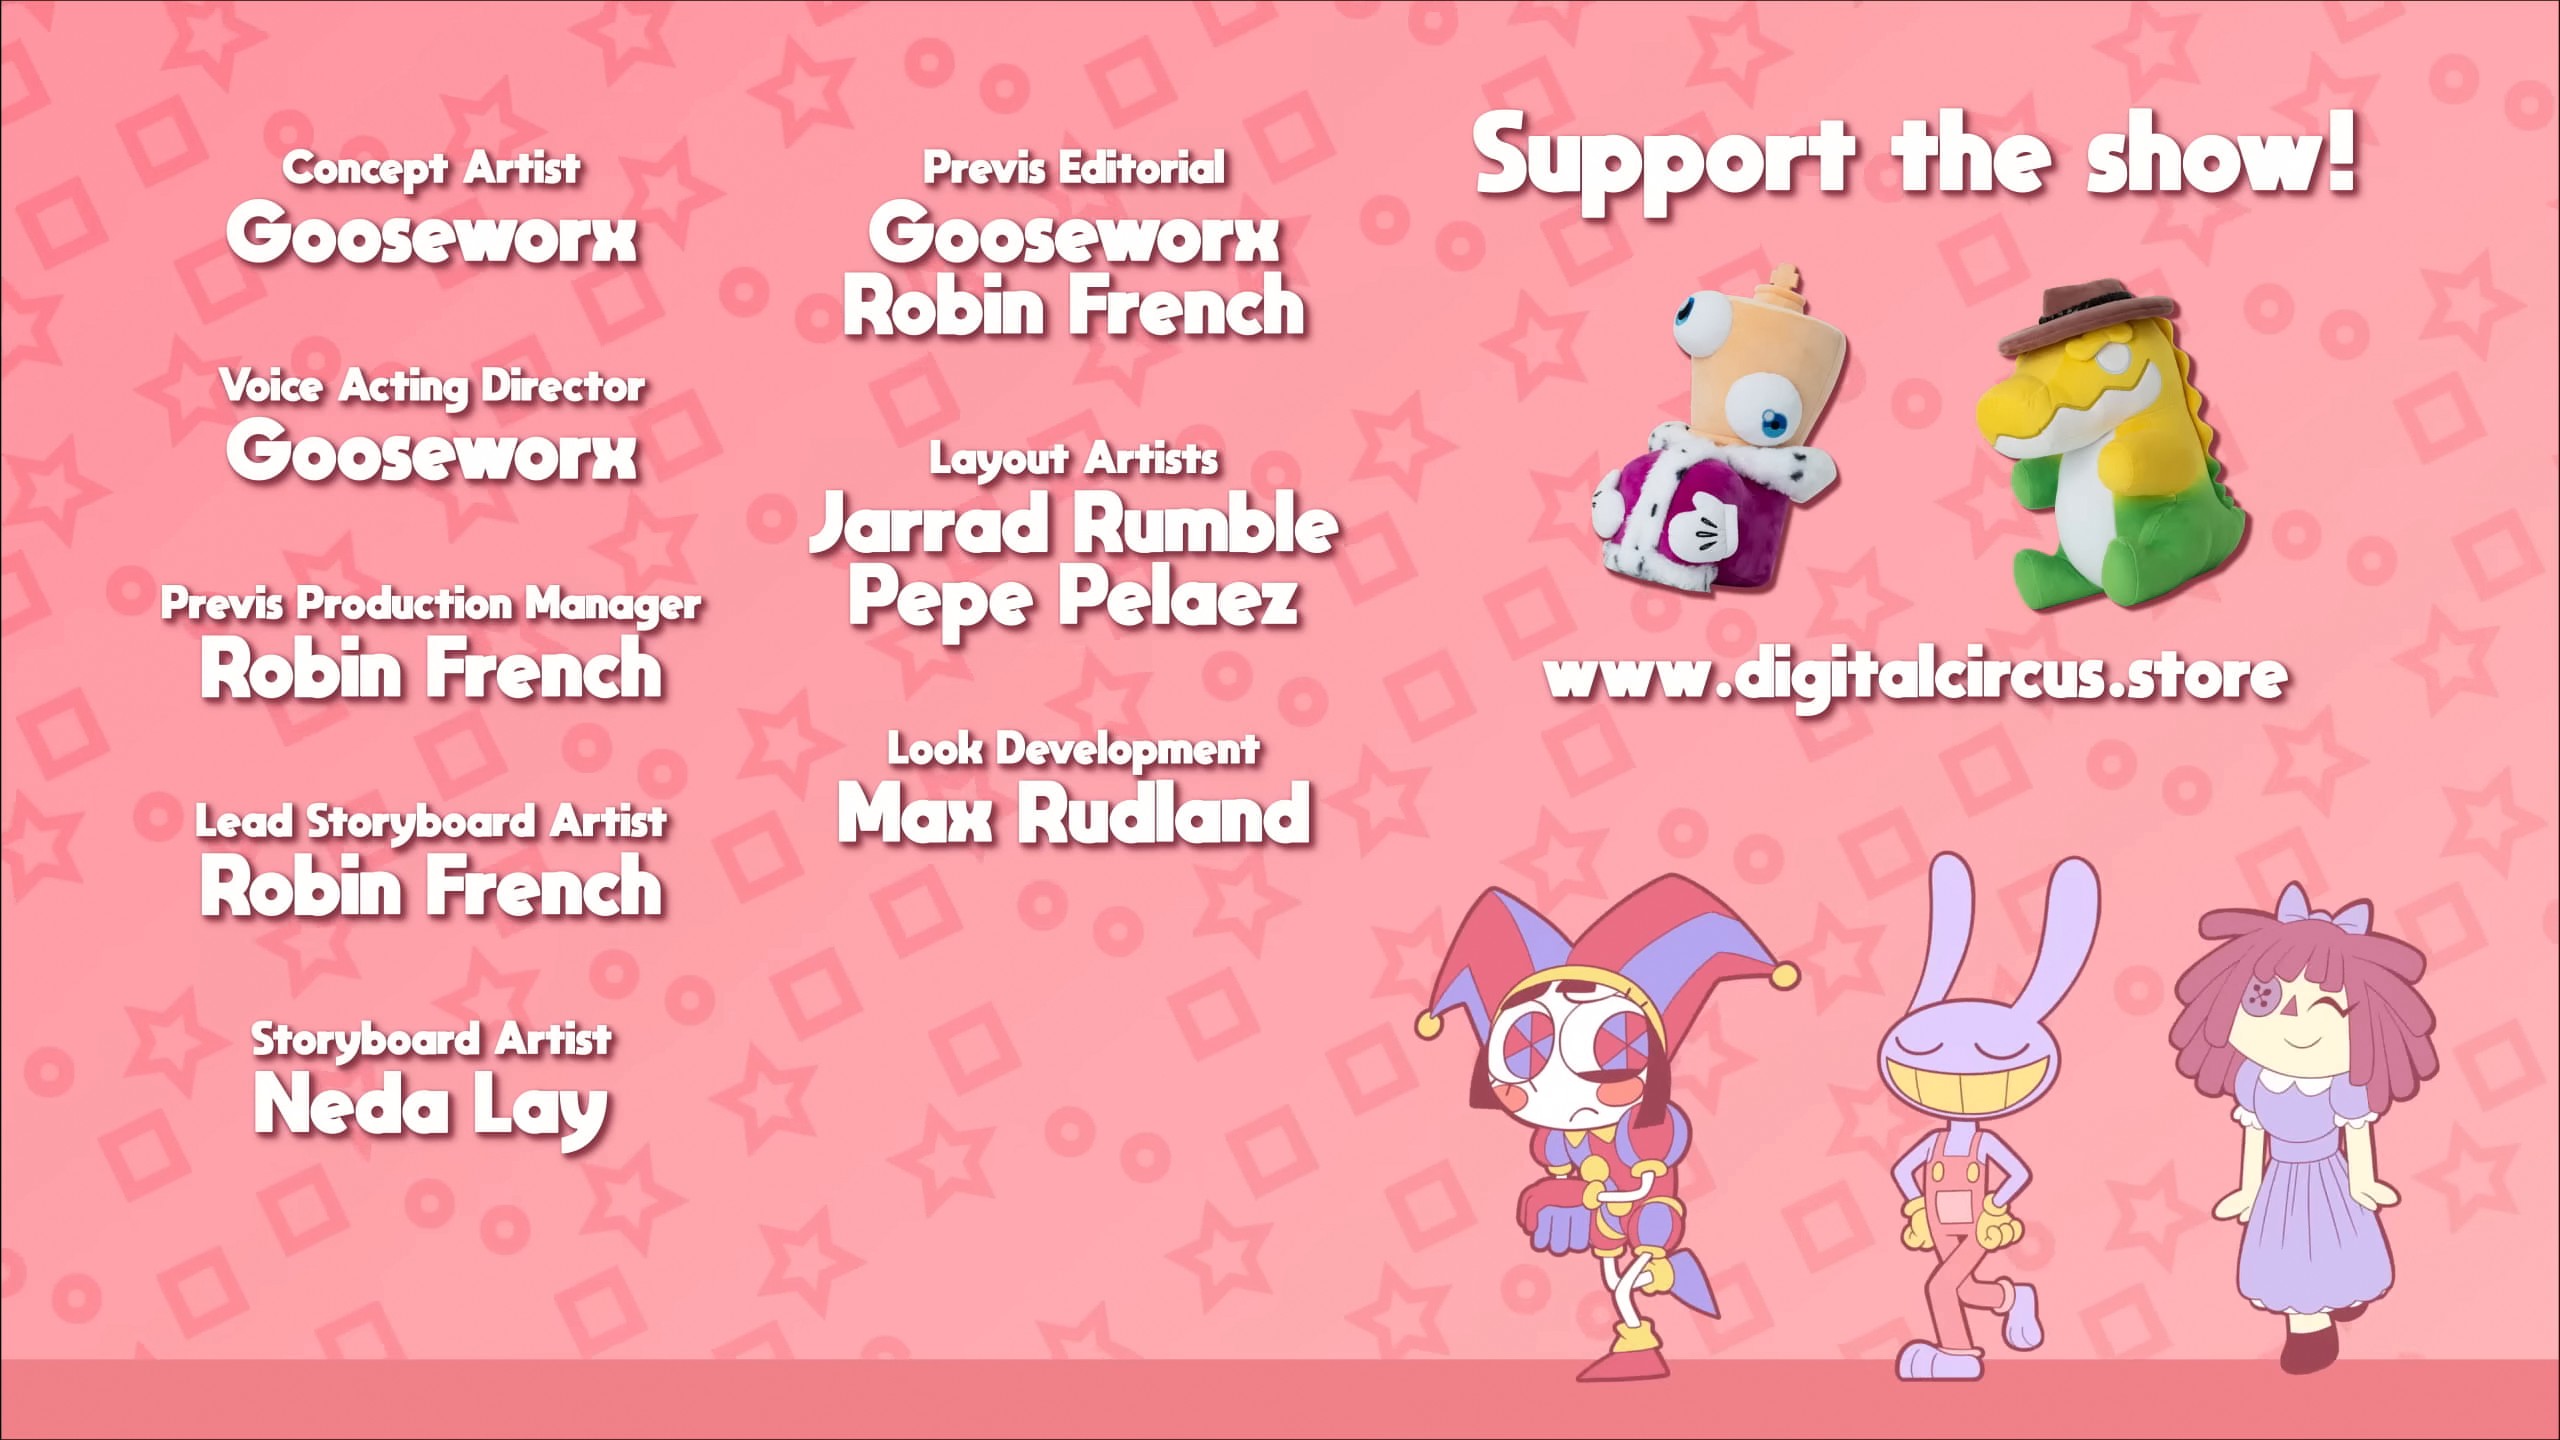 Concept Artist
Gooseworx
Voice Acting Director
Gooseworx
Previs Production Manager
Robin French
Lead Storyboard Artist
Robin French
Storyboard Artist
Neda Lay
Previs Editorial
Gooseworx
Robin French
Layout Artists
Jarrad Rumble
Pepe Pelaez
Look Development
Max Rudland
Support the show!
www.digitalcircus.store